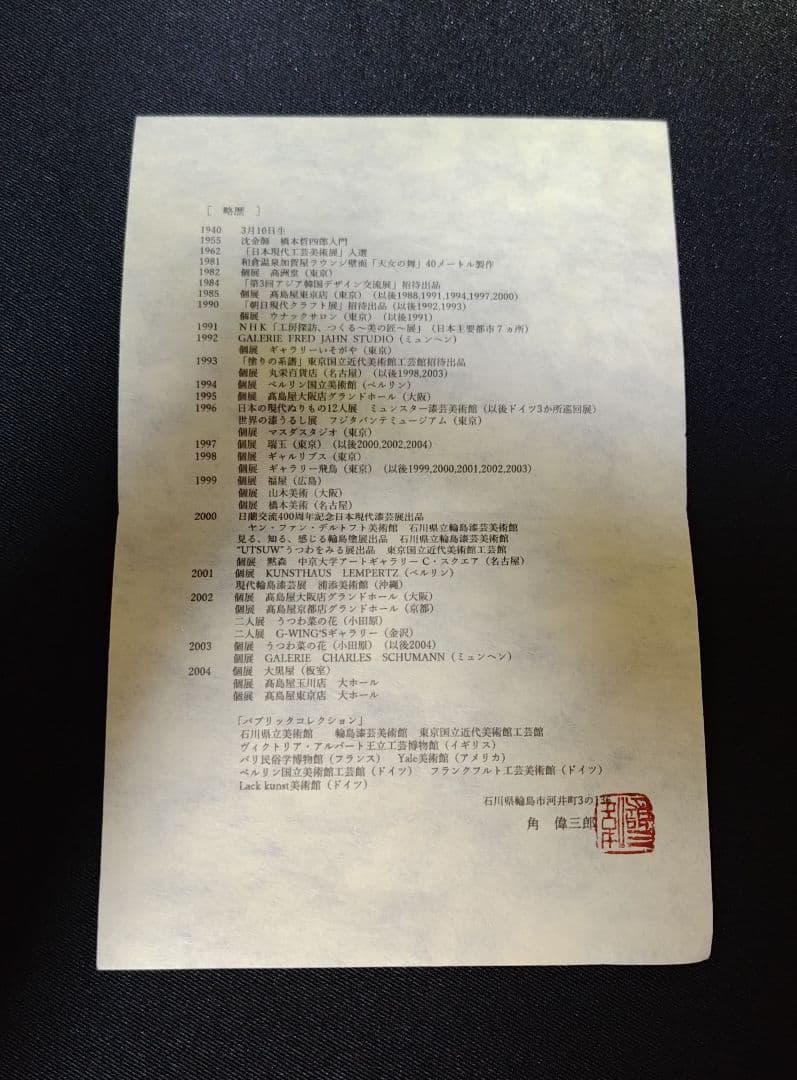 ［ 略歴 ］
1940 3月10日生
1955 沈金師 橋本哲四郎入門
1962 「日本現代工芸美術展」入選
1981 和倉温泉加賀屋ラウンジ壁面「天女の舞」40メートル製作
1982 個展 髙洲堂（東京）
1984 「第3回アジア韓国デザイン交流展」招待出品
1985 個展 髙島屋東京店（東京）（以後1988,1991,1994,1997,2000）
1990 「朝日現代クラフト展」招待出品（以後1992,1993）
個展 ウナックサロン（東京）（以後1991）
1991 ＮＨＫ「工房探訪、つくる～美の匠～展」（日本主要都市７ヵ所）
1992 GALERIE FRED JAHN STUDIO（ミュンヘン）
個展 ギャラリーいそがや（東京）
1993 「塗りの系譜」東京国立近代美術館工芸館招待出品
個展 丸栄百貨店（名古屋）（以後1998,2003）
1994 個展 ベルリン国立美術館（ベルリン）
1995 個展 髙島屋大阪店グランドホール（大阪）
1996 日本の現代ぬりもの12人展 ミュンスター漆芸美術館（以後ドイツ3か所巡回展）
世界の漆うるし展 フジタバンテミュージアム（東京）
個展 マスダスタジオ（東京）
1997 個展 瑞玉（東京）（以後2000,2002,2004）
1998 個展 ギャルリプス（東京）
個展 ギャラリー飛鳥（東京）（以後1999,2000,2001,2002,2003）
1999 個展 福屋（広島）
個展 山木美術（大阪）
個展 橋本美術（名古屋）
2000 日蘭交流400周年記念日本現代漆芸展出品
ヤン・ファン・デルトフト美術館 石川県立輪島漆芸美術館
見る、知る、感じる輪島塗展出品 石川県立輪島漆芸美術館
“UTSUW”うつわをみる展出品 東京国立近代美術館工芸館
個展 黙森 中京大学アートギャラリーＣ・スクエア（名古屋）
2001 個展 KUNSTHAUS LEMPERTZ（ベルリン）
現代輪島漆芸展 浦添美術館（沖縄）
2002 個展 髙島屋大阪店グランドホール（大阪）
個展 髙島屋京都店グランドホール（京都）
二人展 うつわ菜の花（小田原）
二人展 G-WING'Sギャラリー（金沢）
2003 個展 うつわ菜の花（小田原）（以後2004）
個展 GALERIE CHARLES SCHUMANN（ミュンヘン）
2004 個展 大黒屋（板室）
個展 髙島屋玉川店 大ホール
個展 髙島屋東京店 大ホール
「パブリッタコレクション」
石川県立美術館 輪島漆芸美術館 東京国立近代美術館工芸館
ヴィクトリア・アルバート王立工芸博物館（イギリス）
パリ民俗学博物館（フランス） Yale美術館（アメリカ）
ベルリン国立美術館工芸館（ドイツ） フランクフルト工芸美術館（ドイツ）
Lack kunst美術館（ドイツ）
石川県輪島市河井町3の
角 偉三郎